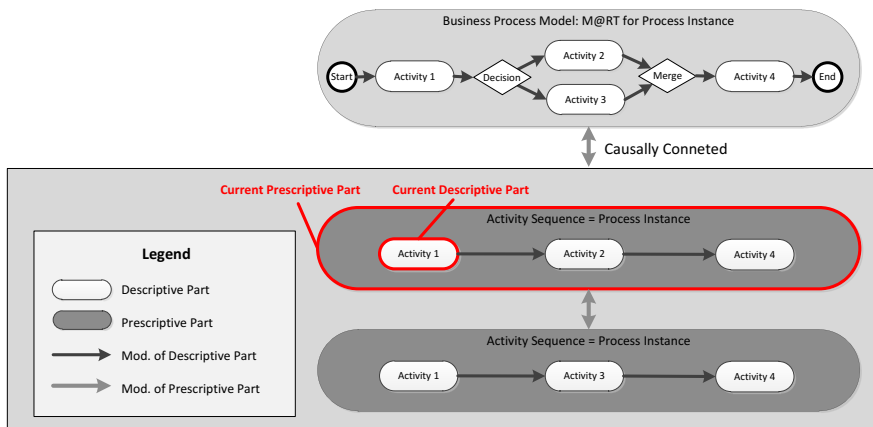 Business Process Model: M@RT for Process Instance
Start
Activity 1
Decision
Activity 2
Activity 3
Merge
Activity 4
End
Causally Conneted
Current Prescriptive Part
Current Descriptive Part
Activity Sequence = Process Instance
Activity 1
Activity 2
Activity 4
Legend
Descriptive Part
Prescriptive Part
Mod. of Descriptive Part
Mod. of Prescriptive Part
Activity Sequence = Process Instance
Activity 1
Activity 3
Activity 4